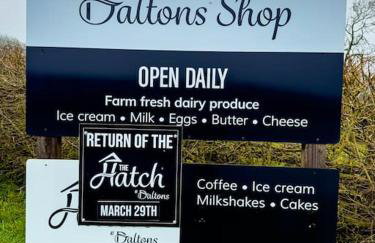 Daltons Shop
OPEN DAILY
Farm fresh dairy produce
Ice cream • Milk • Eggs • Butter • Cheese
"RETURN OF THE"
the Hatch
@ Daltons
MARCH 29TH
Coffee • Ice cream
Milkshakes • Cakes
@ Daltons